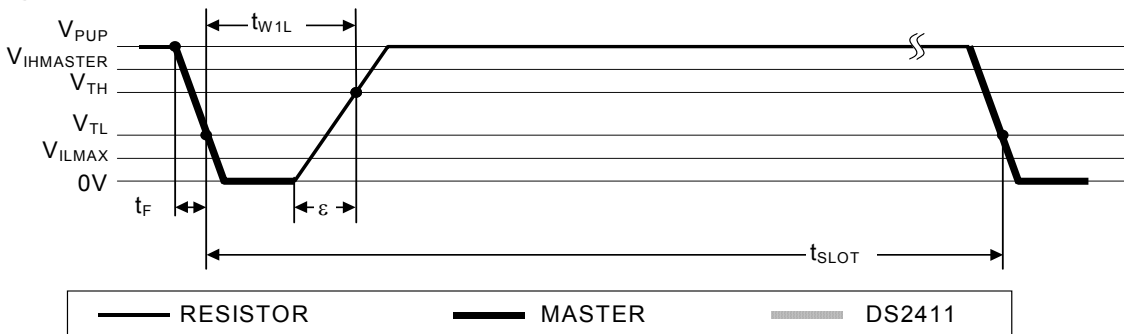 t_W1L
V_PUP
V_IHMASTER
V_TH
V_TL
V_ILMAX
0V
t_F
ε
t_SLOT
RESISTOR MASTER DS2411